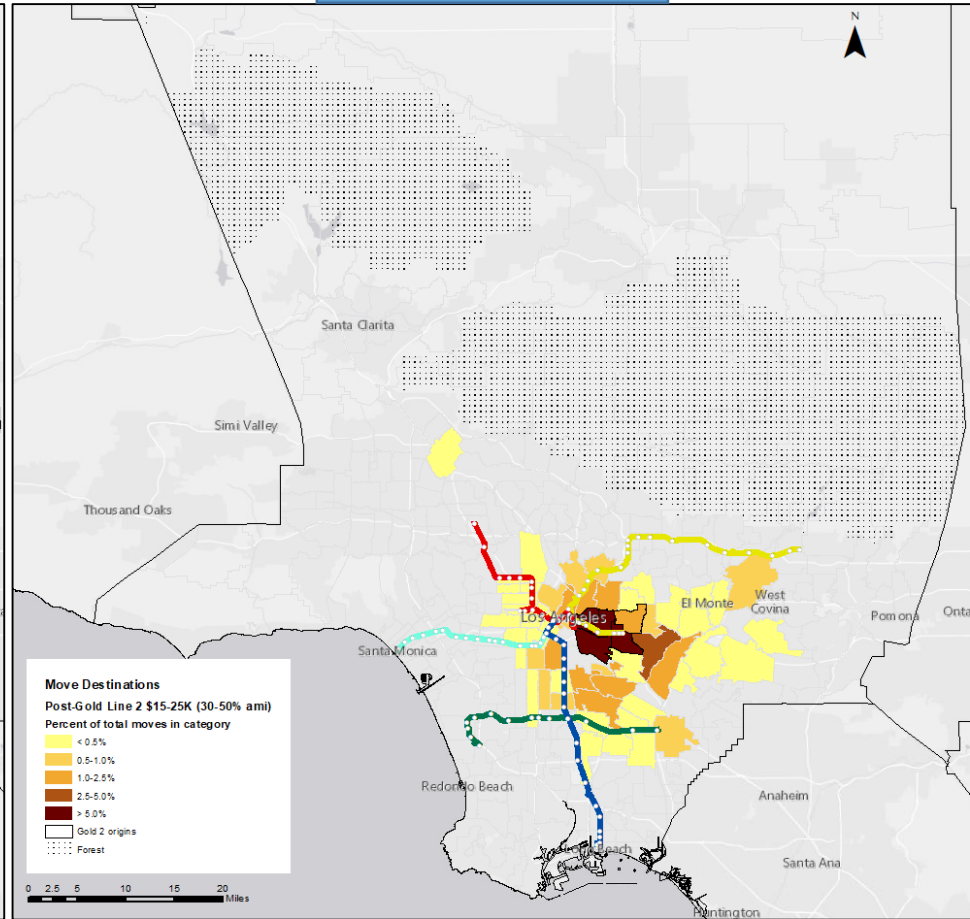 N
Santa Clarita
Simi Valley
Thousand Oaks
El Monte
West
Covina
Los Angeles
Pomona
Santa Monica
Redondo Beach
Anaheim
Long Beach
Santa Ana
Huntington
Move Destinations
Post-Gold Line 2 $15-25K (30-50% ami)
Percent of total moves in category
< 0.5%
0.5-1.0%
1.0-2.5%
2.5-5.0%
> 5.0%
Gold 2 origins
Forest
0 2.5 5 10 15 20
Miles